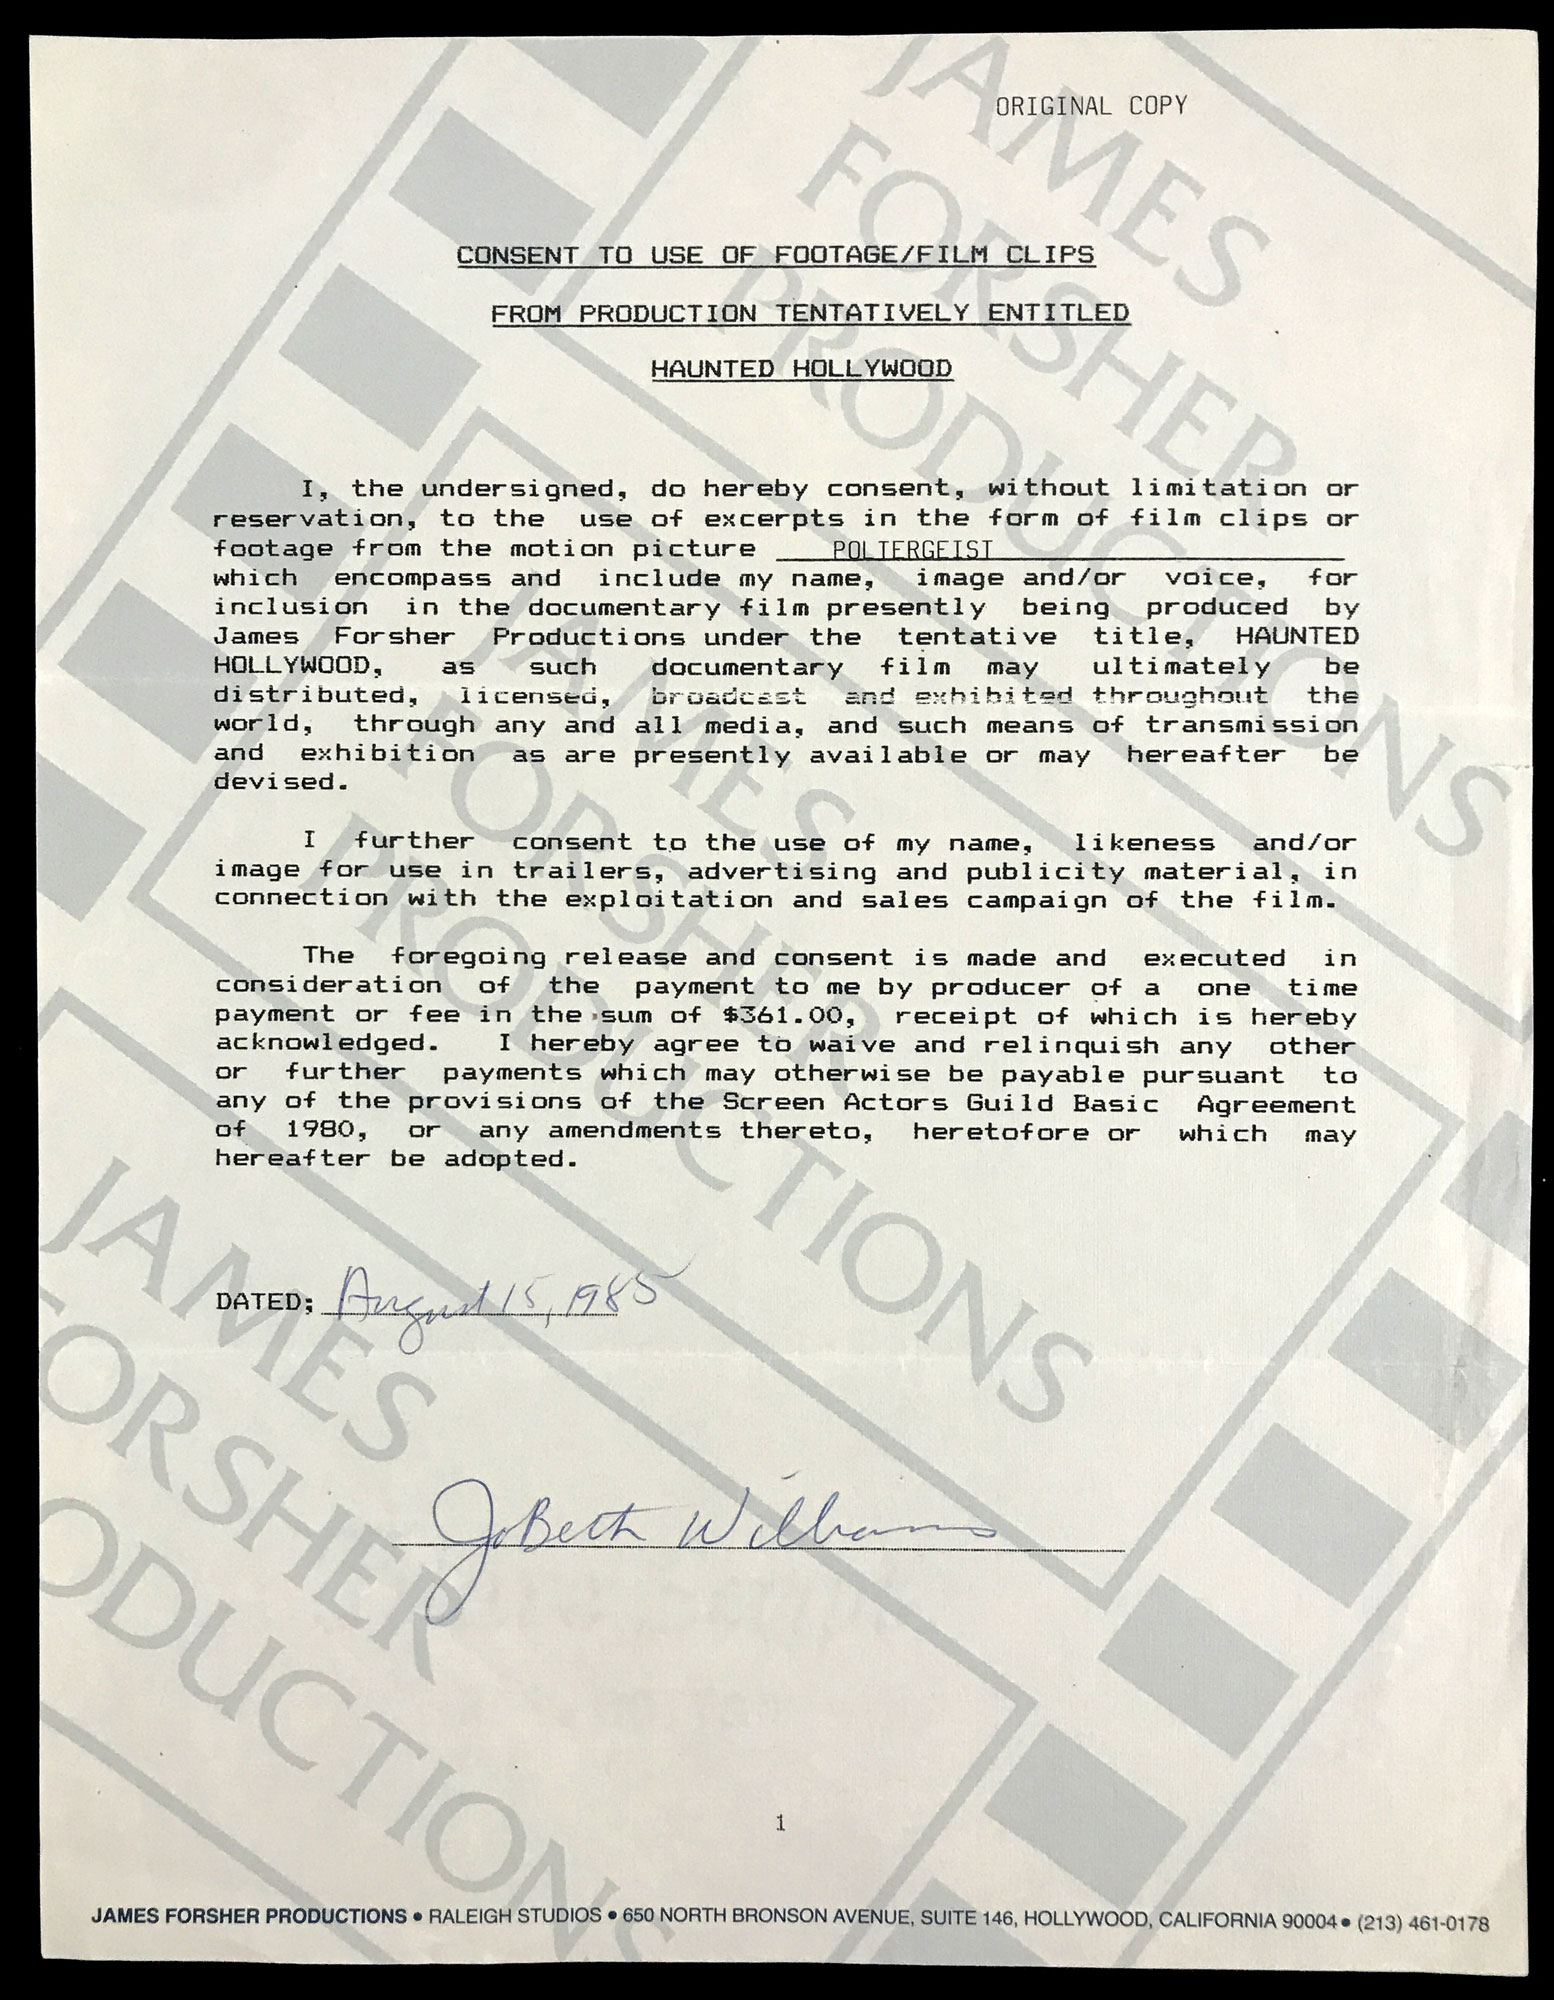 ORIGINAL COPY
CONSENT TO USE OF FOOTAGE/FILM CLIPS
FROM PRODUCTION TENTATIVELY ENTITLED
HAUNTED HOLLYWOOD
I, the undersigned, do hereby consent, without limitation or
reservation, to the use of excerpts in the form of film clips or
footage from the motion picture POLTERGEIST
which encompass and include my name, image and/or voice, for
inclusion in the documentary film presently being produced by
James Forsher Productions under the tentative title, HAUNTED
HOLLYWOOD, as such documentary film may ultimately be
distributed, licensed, broadcast and exhibited throughout the
world, through any and all media, and such means of transmission
and exhibition as are presently available or may hereafter be
devised.
I further consent to the use of my name, likeness and/or
image for use in trailers, advertising and publicity material, in
connection with the exploitation and sales campaign of the film.
The foregoing release and consent is made and executed in
consideration of the payment to me by producer of a one time
payment or fee in the sum of $361.00, receipt of which is hereby
acknowledged. I hereby agree to waive and relinquish any other
or further payments which may otherwise be payable pursuant to
any of the provisions of the Screen Actors Guild Basic Agreement
of 1980, or any amendments thereto, heretofore or which may
hereafter be adopted.
DATED: August 15, 1985
JoBeth Williams
1
JAMES FORSHER PRODUCTIONS • RALEIGH STUDIOS • 650 NORTH BRONSON AVENUE, SUITE 146, HOLLYWOOD, CALIFORNIA 90004 • (213) 461-0178
JAMES
FORSHER
PRODUCTIONS
JAMES
FORSHER
PRODUCTIONS
JAMES
FORSHER
ODUCTIONS